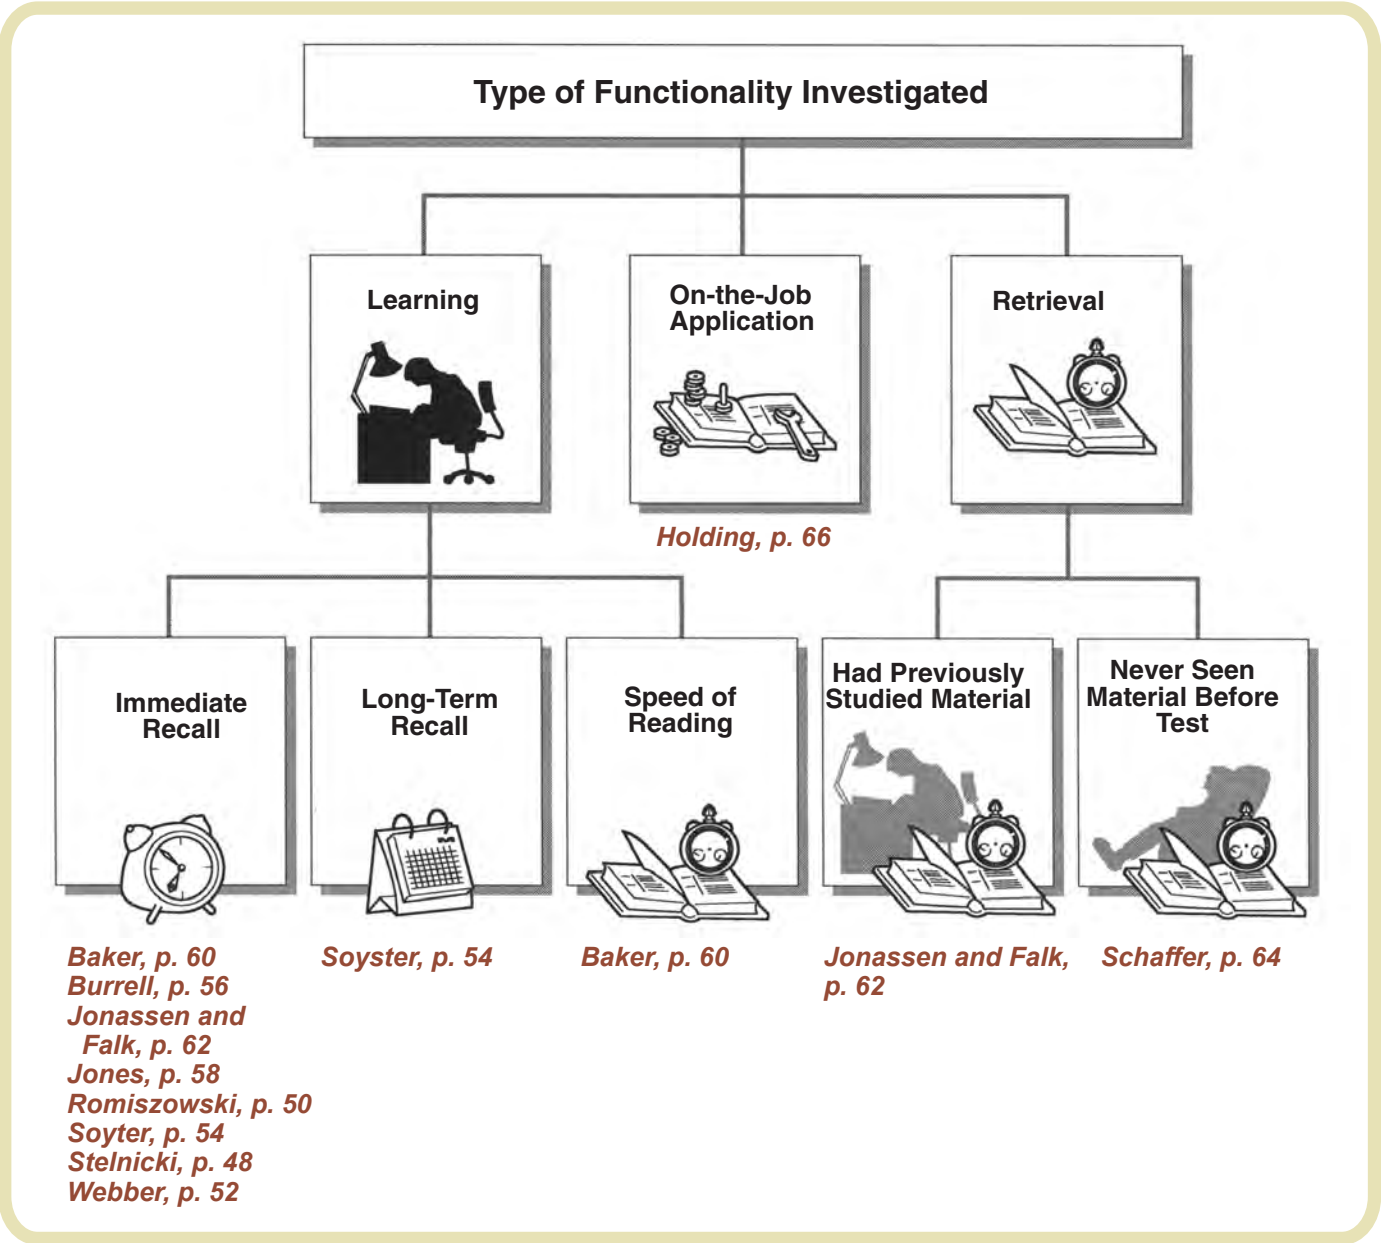 Type of Functionality Investigated
Learning
On-the-Job
Application
Retrieval
Holding, p. 66
Immediate
Recall
Long-Term
Recall
Speed of
Reading
Had Previously
Studied Material
Never Seen
Material Before
Test
Baker, p. 60
Burrell, p. 56
Jonassen and
Falk, p. 62
Jones, p. 58
Romiszowski, p. 50
Soyter, p. 54
Stelnicki, p. 48
Webber, p. 52
Soyster, p. 54
Baker, p. 60
Jonassen and Falk,
p. 62
Schaffer, p. 64